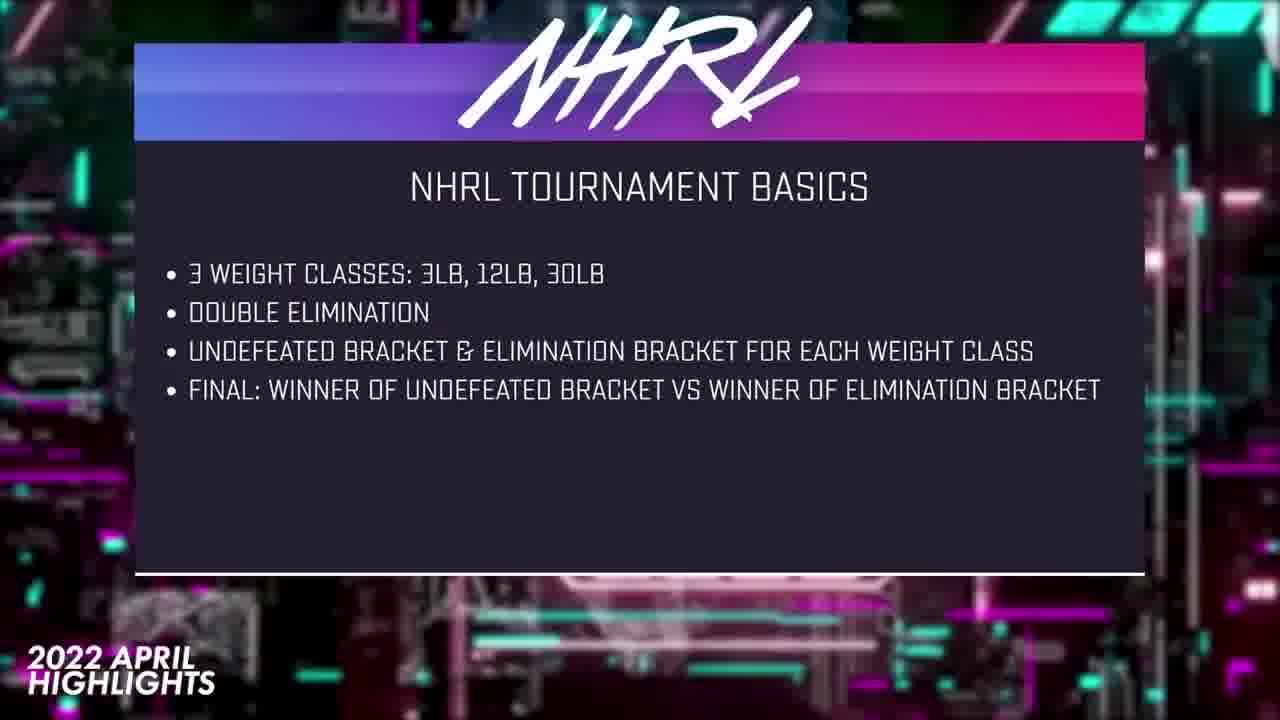 NHRL
NHRL TOURNAMENT BASICS
• 3 WEIGHT CLASSES: 3LB, 12LB, 30LB
• DOUBLE ELIMINATION
• UNDEFEATED BRACKET & ELIMINATION BRACKET FOR EACH WEIGHT CLASS
• FINAL: WINNER OF UNDEFEATED BRACKET VS WINNER OF ELIMINATION BRACKET
2022 APRIL
HIGHLIGHTS